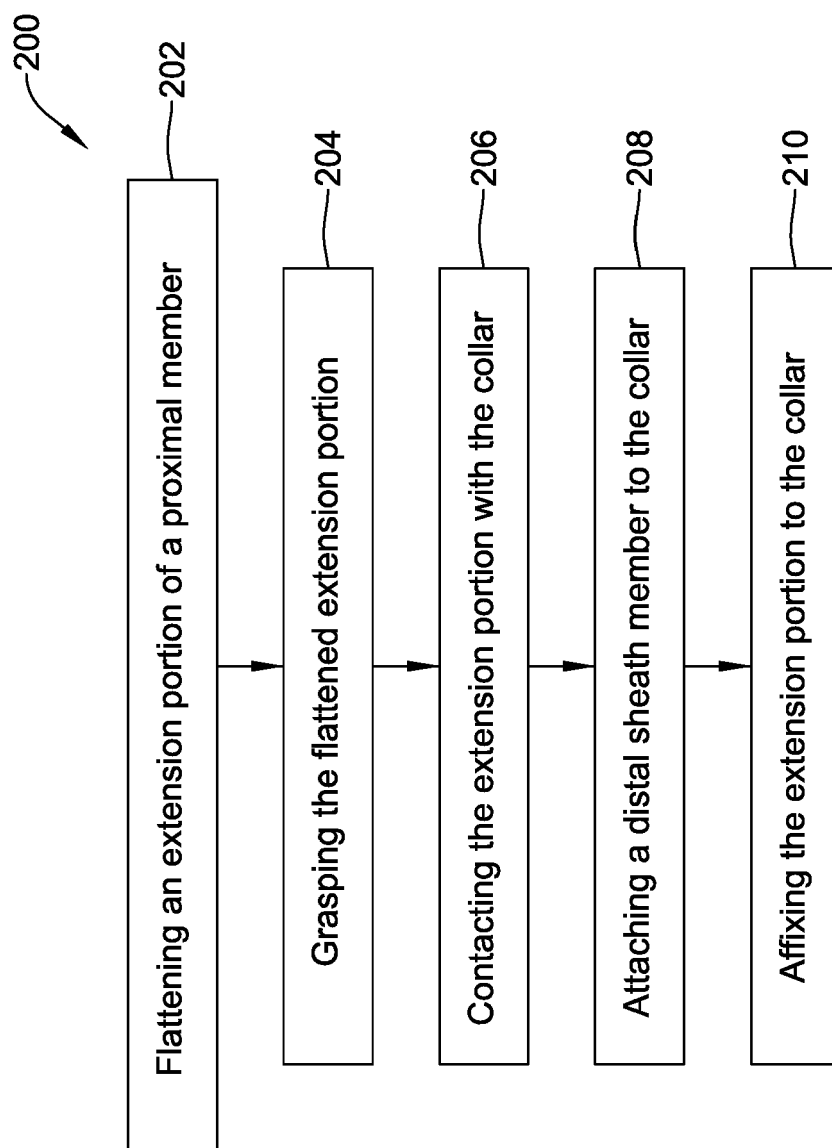 200
Flattening an extension portion of a proximal member
202
Grasping the flattened extension portion
204
Contacting the extension portion with the collar
206
Attaching a distal sheath member to the collar
208
Affixing the extension portion to the collar
210